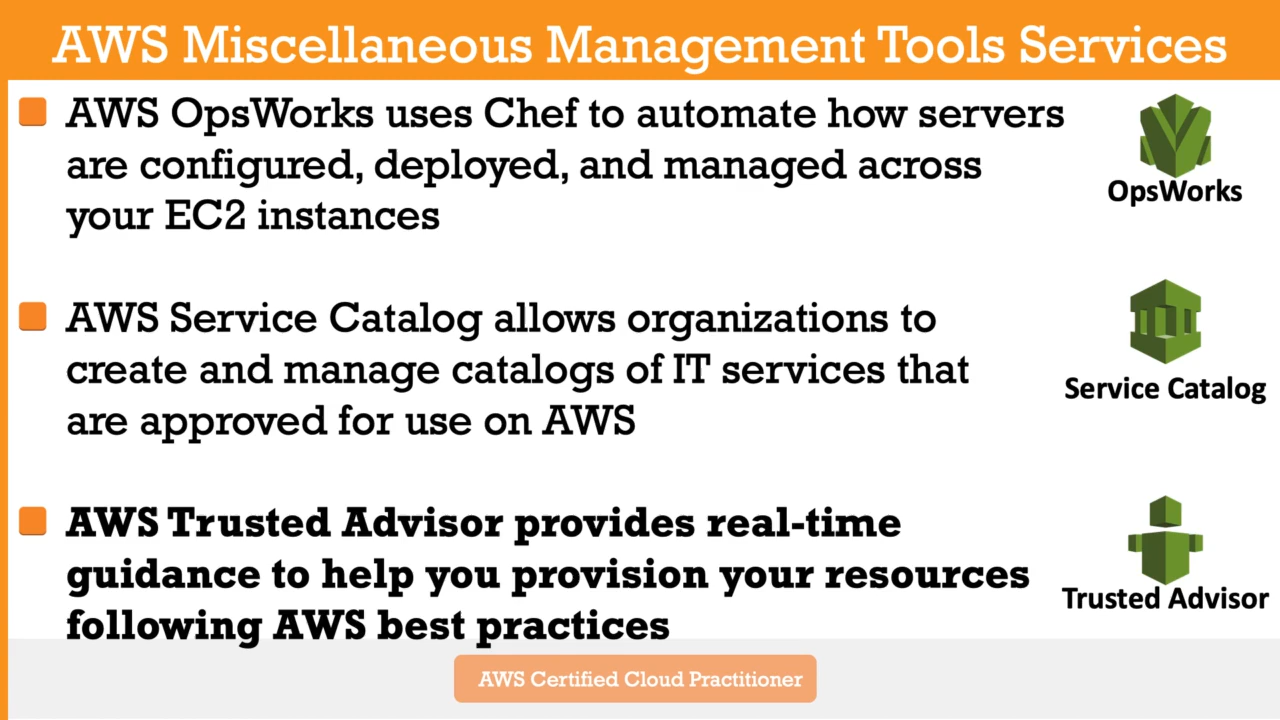 AWS Miscellaneous Management Tools Services
AWS OpsWorks uses Chef to automate how servers
are configured, deployed, and managed across
your EC2 instances
OpsWorks
AWS Service Catalog allows organizations to
create and manage catalogs of IT services that
are approved for use on AWS
Service Catalog
AWS Trusted Advisor provides real-time
guidance to help you provision your resources
following AWS best practices
Trusted Advisor
AWS Certified Cloud Practitioner